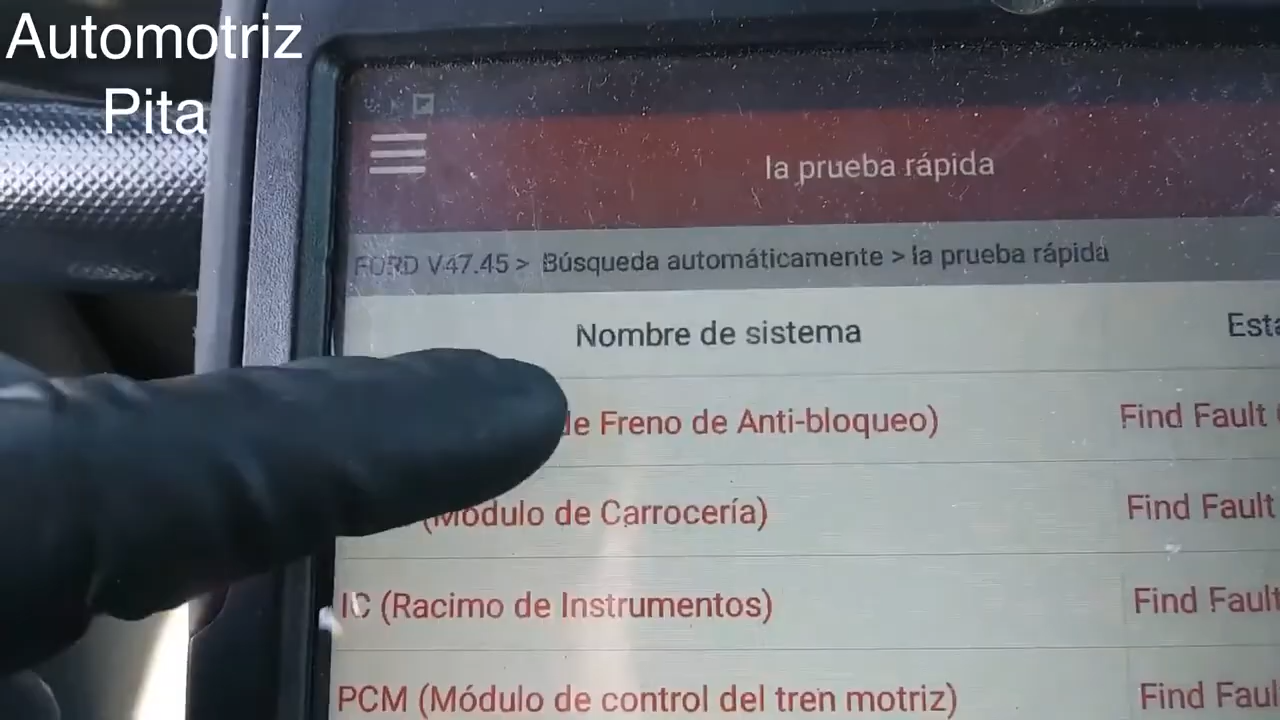 Automotriz
Pita
la prueba rápida
FORD V47.45 > Búsqueda automáticamente > la prueba rápida
Nombre de sistema
de Freno de Anti-bloqueo) Find Fault
(Módulo de Carrocería) Find Fault
IC (Racimo de Instrumentos) Find Fault
PCM (Módulo de control del tren motriz) Find